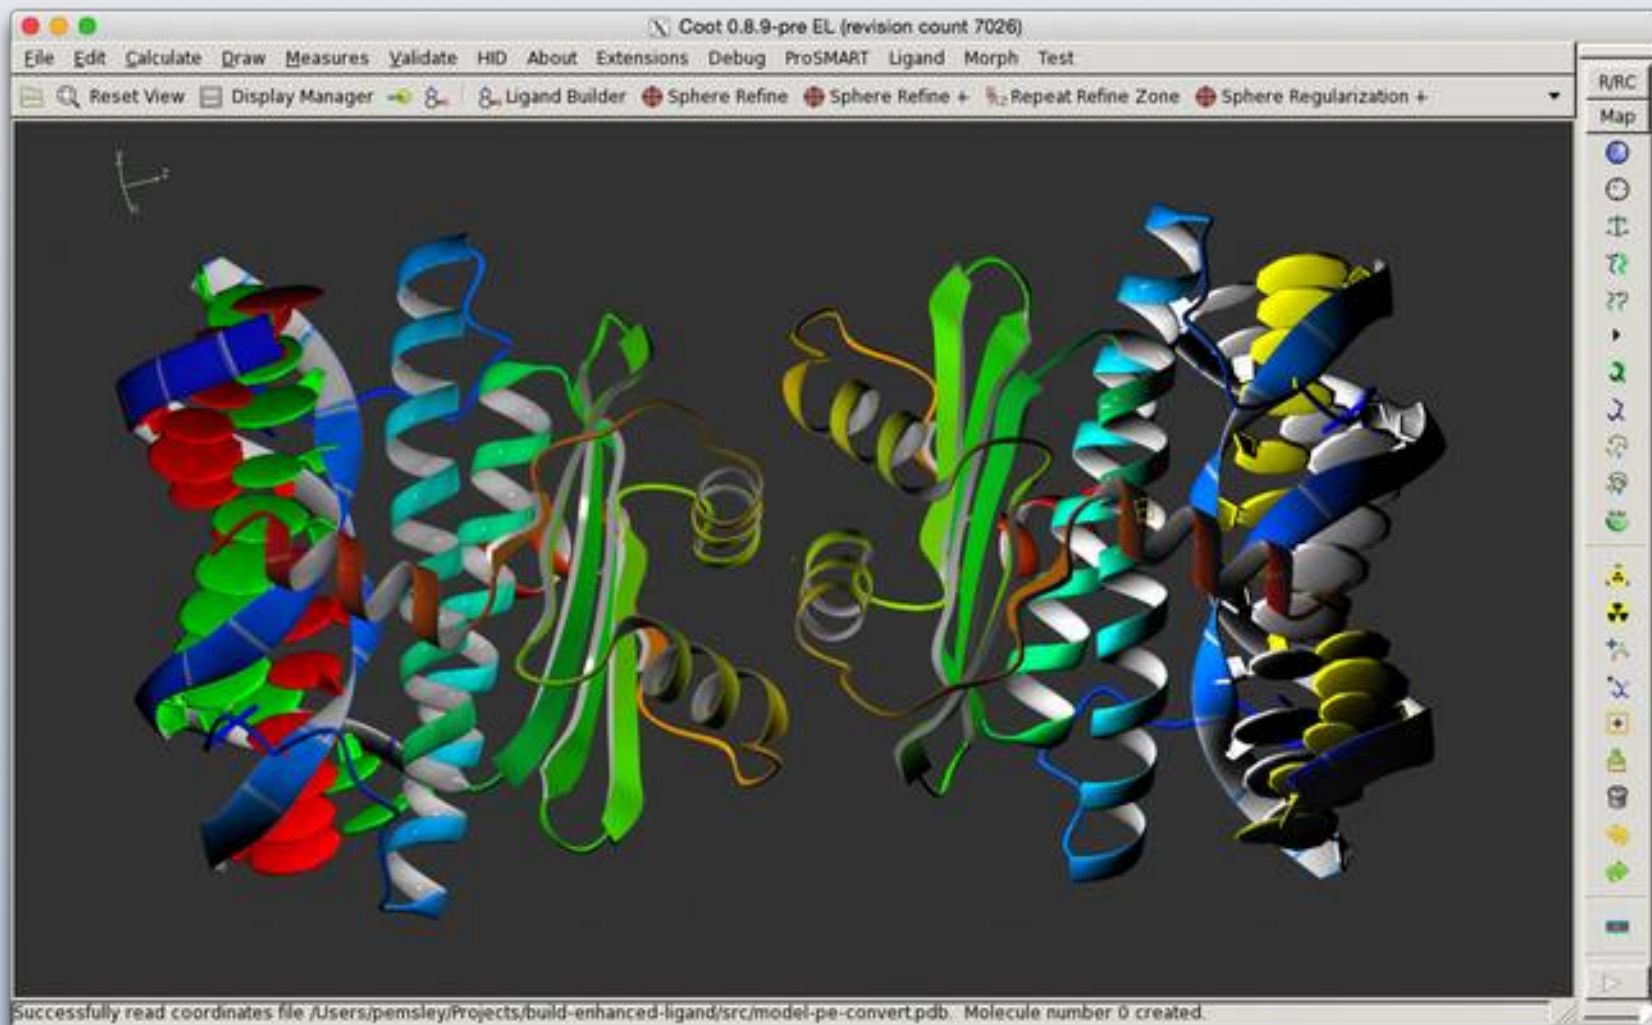 Coot 0.8.9-pre EL (revision count 7026)
File Edit Calculate Draw Measures Validate HID About Extensions Debug ProSMART Ligand Morph Test
Reset View Display Manager Ligand Builder Sphere Refine Sphere Refine + Repeat Refine Zone Sphere Regularization +
R/RC
Map
Successfully read coordinates file /Users/pemsley/Projects/build-enhanced-ligand/src/model-pe-convert.pdb. Molecule number 0 created.